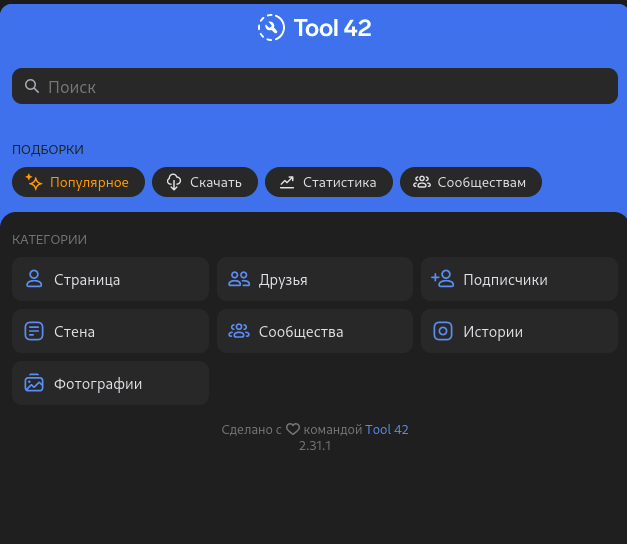 Tool 42
Поиск
ПОДБОРКИ
Популярное Скачать Статистика Сообществам
КАТЕГОРИИ
Страница Друзья Подписчики
Стена Сообщества Истории
Фотографии
Сделано с командой Tool 42
2.31.1